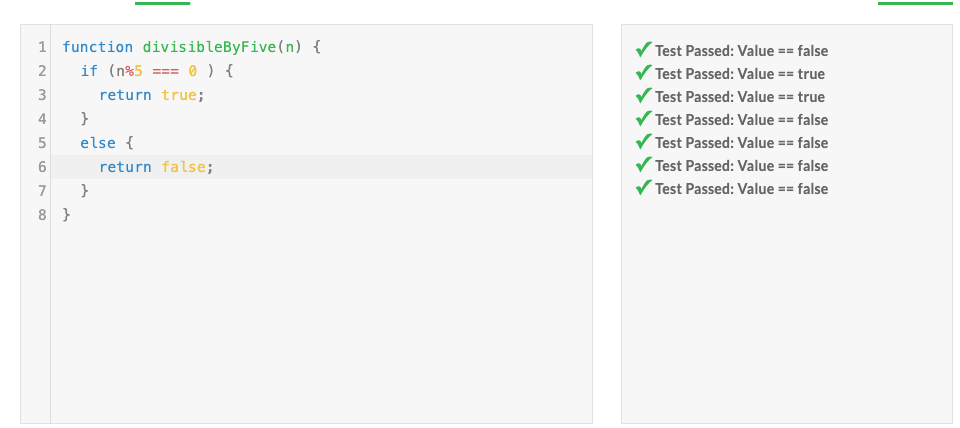 1 function divisibleByFive(n) {
2   if (n%5 === 0 ) {
3     return true;
4   }
5   else {
6     return false;
7   }
8 }
Test Passed: Value == false
Test Passed: Value == true
Test Passed: Value == true
Test Passed: Value == false
Test Passed: Value == false
Test Passed: Value == false
Test Passed: Value == false